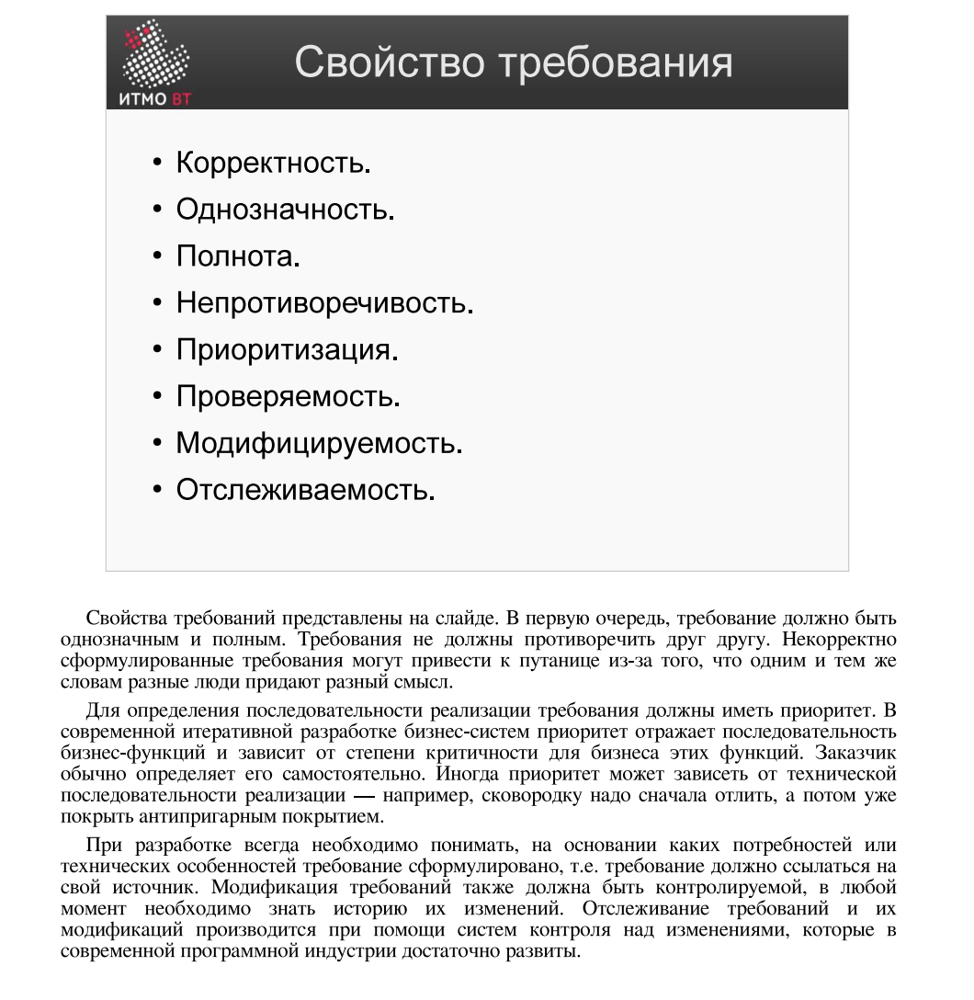 ИТМО ВТ
Свойство требования
• Корректность.
• Однозначность.
• Полнота.
• Непротиворечивость.
• Приоритизация.
• Проверяемость.
• Модифицируемость.
• Отслеживаемость.
Свойства требований представлены на слайде. В первую очередь, требование должно быть
однозначным и полным. Требования не должны противоречить друг другу. Некорректно
сформулированные требования могут привести к путанице из-за того, что одним и тем же
словам разные люди придают разный смысл.
Для определения последовательности реализации требования должны иметь приоритет. В
современной итеративной разработке бизнес-систем приоритет отражает последовательность
бизнес-функций и зависит от степени критичности для бизнеса этих функций. Заказчик
обычно определяет его самостоятельно. Иногда приоритет может зависеть от технической
последовательности реализации — например, сковородку надо сначала отлить, а потом уже
покрыть антипригарным покрытием.
При разработке всегда необходимо понимать, на основании каких потребностей или
технических особенностей требование сформулировано, т.е. требование должно ссылаться на
свой источник. Модификация требований также должна быть контролируемой, в любой
момент необходимо знать историю их изменений. Отслеживание требований и их
модификаций производится при помощи систем контроля над изменениями, которые в
современной программной индустрии достаточно развиты.